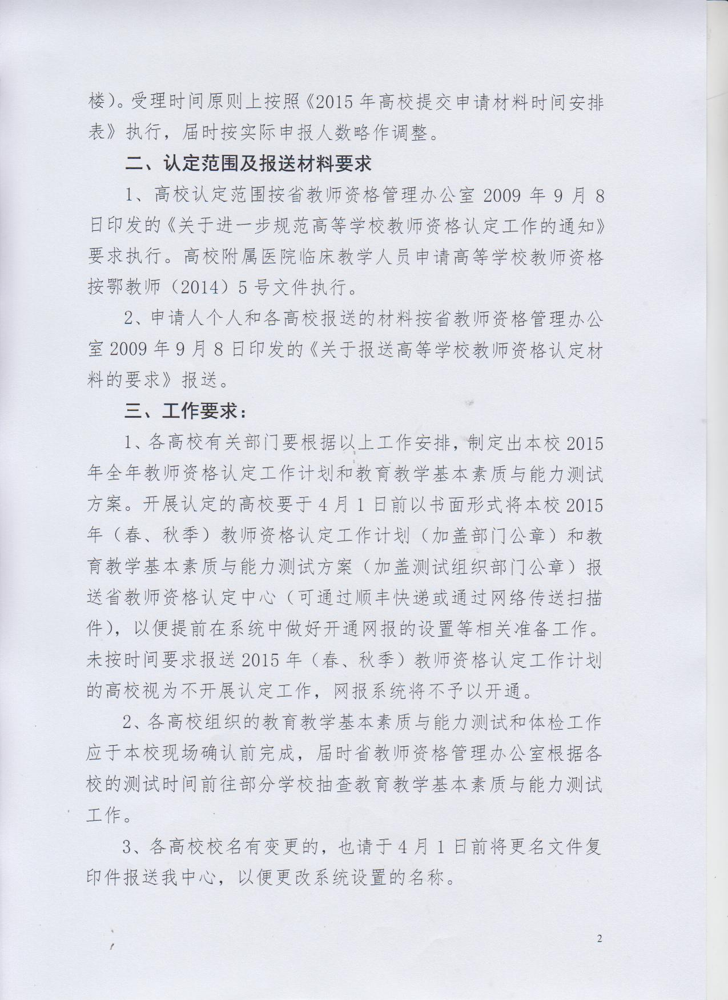 楼）。受理时间原则上按照《2015 年高校提交申请材料时间安排
表》执行，届时按实际申报人数略作调整。
二、认定范围及报送材料要求
1、高校认定范围按省教师资格管理办公室 2009 年 9 月 8
日印发的《关于进一步规范高等学校教师资格认定工作的通知》
要求执行。高校附属医院临床教学人员申请高等学校教师资格
按鄂教师（2014）5 号文件执行。
2、申请人个人和各高校报送的材料按省教师资格管理办公
室 2009 年 9 月 8 日印发的《关于报送高等学校教师资格认定材
料的要求》报送。
三、工作要求：
1、各高校有关部门要根据以上工作安排，制定出本校 2015
年全年教师资格认定工作计划和教育教学基本素质与能力测试
方案。开展认定的高校要于 4 月 1 日前以书面形式将本校 2015
年（春、秋季）教师资格认定工作计划（加盖部门公章）和教
育教学基本素质与能力测试方案（加盖测试组织部门公章）报
送省教师资格认定中心（可通过顺丰快递或通过网络传送扫描
件），以便提前在系统中做好开通网报的设置等相关准备工作。
未按时间要求报送 2015 年（春、秋季）教师资格认定工作计划
的高校视为不开展认定工作，网报系统将不予以开通。
2、各高校组织的教育教学基本素质与能力测试和体检工作
应于本校现场确认前完成，届时省教师资格管理办公室根据各
校的测试时间前往部分学校抽查教育教学基本素质与能力测试
工作。
3、各高校校名有变更的，也请于 4 月 1 日前将更名文件复
印件报送我中心，以便更改系统设置的名称。
2